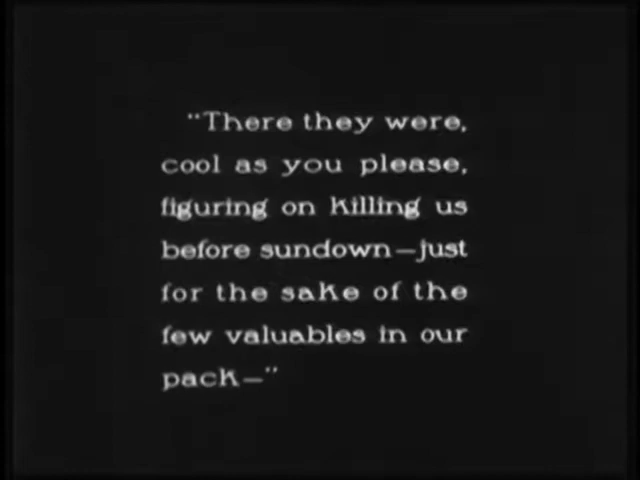 "There they were,
cool as you please,
figuring on killing us
before sundown—just
for the sake of the
few valuables in our
pack—"